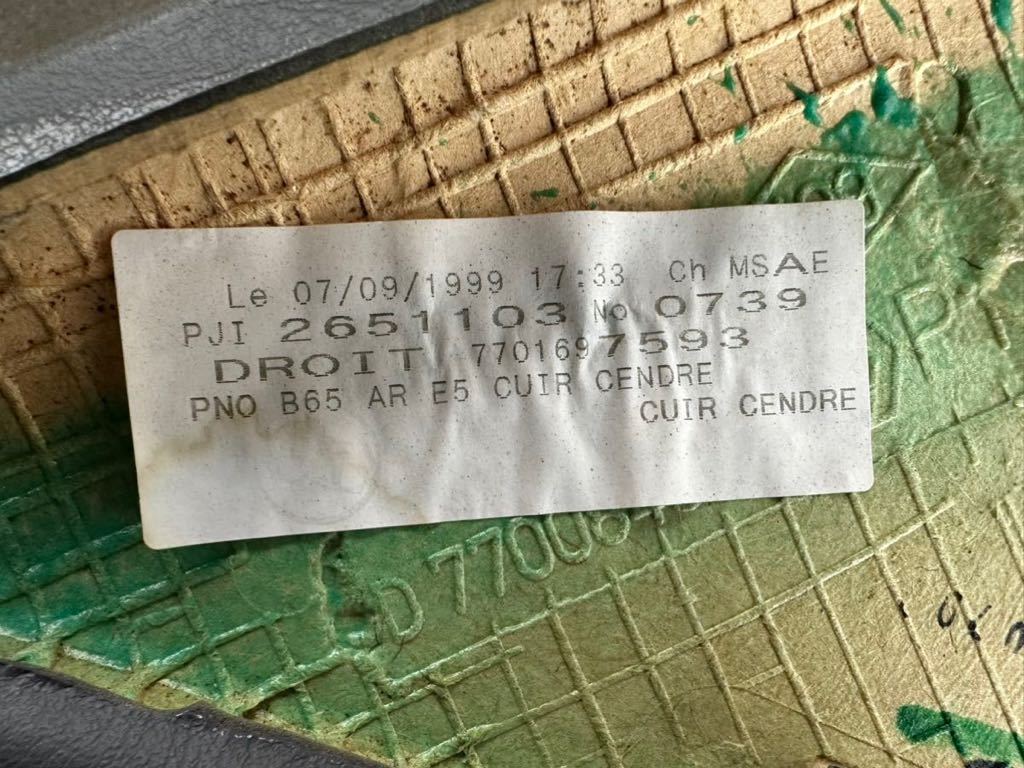 Le 07/09/1999 17:33 Ch MSAE
PJI 2651103 No 0739
DROIT 7701697593
PNO B65 AR E5 CUIR CENDRE
CUIR CENDRE